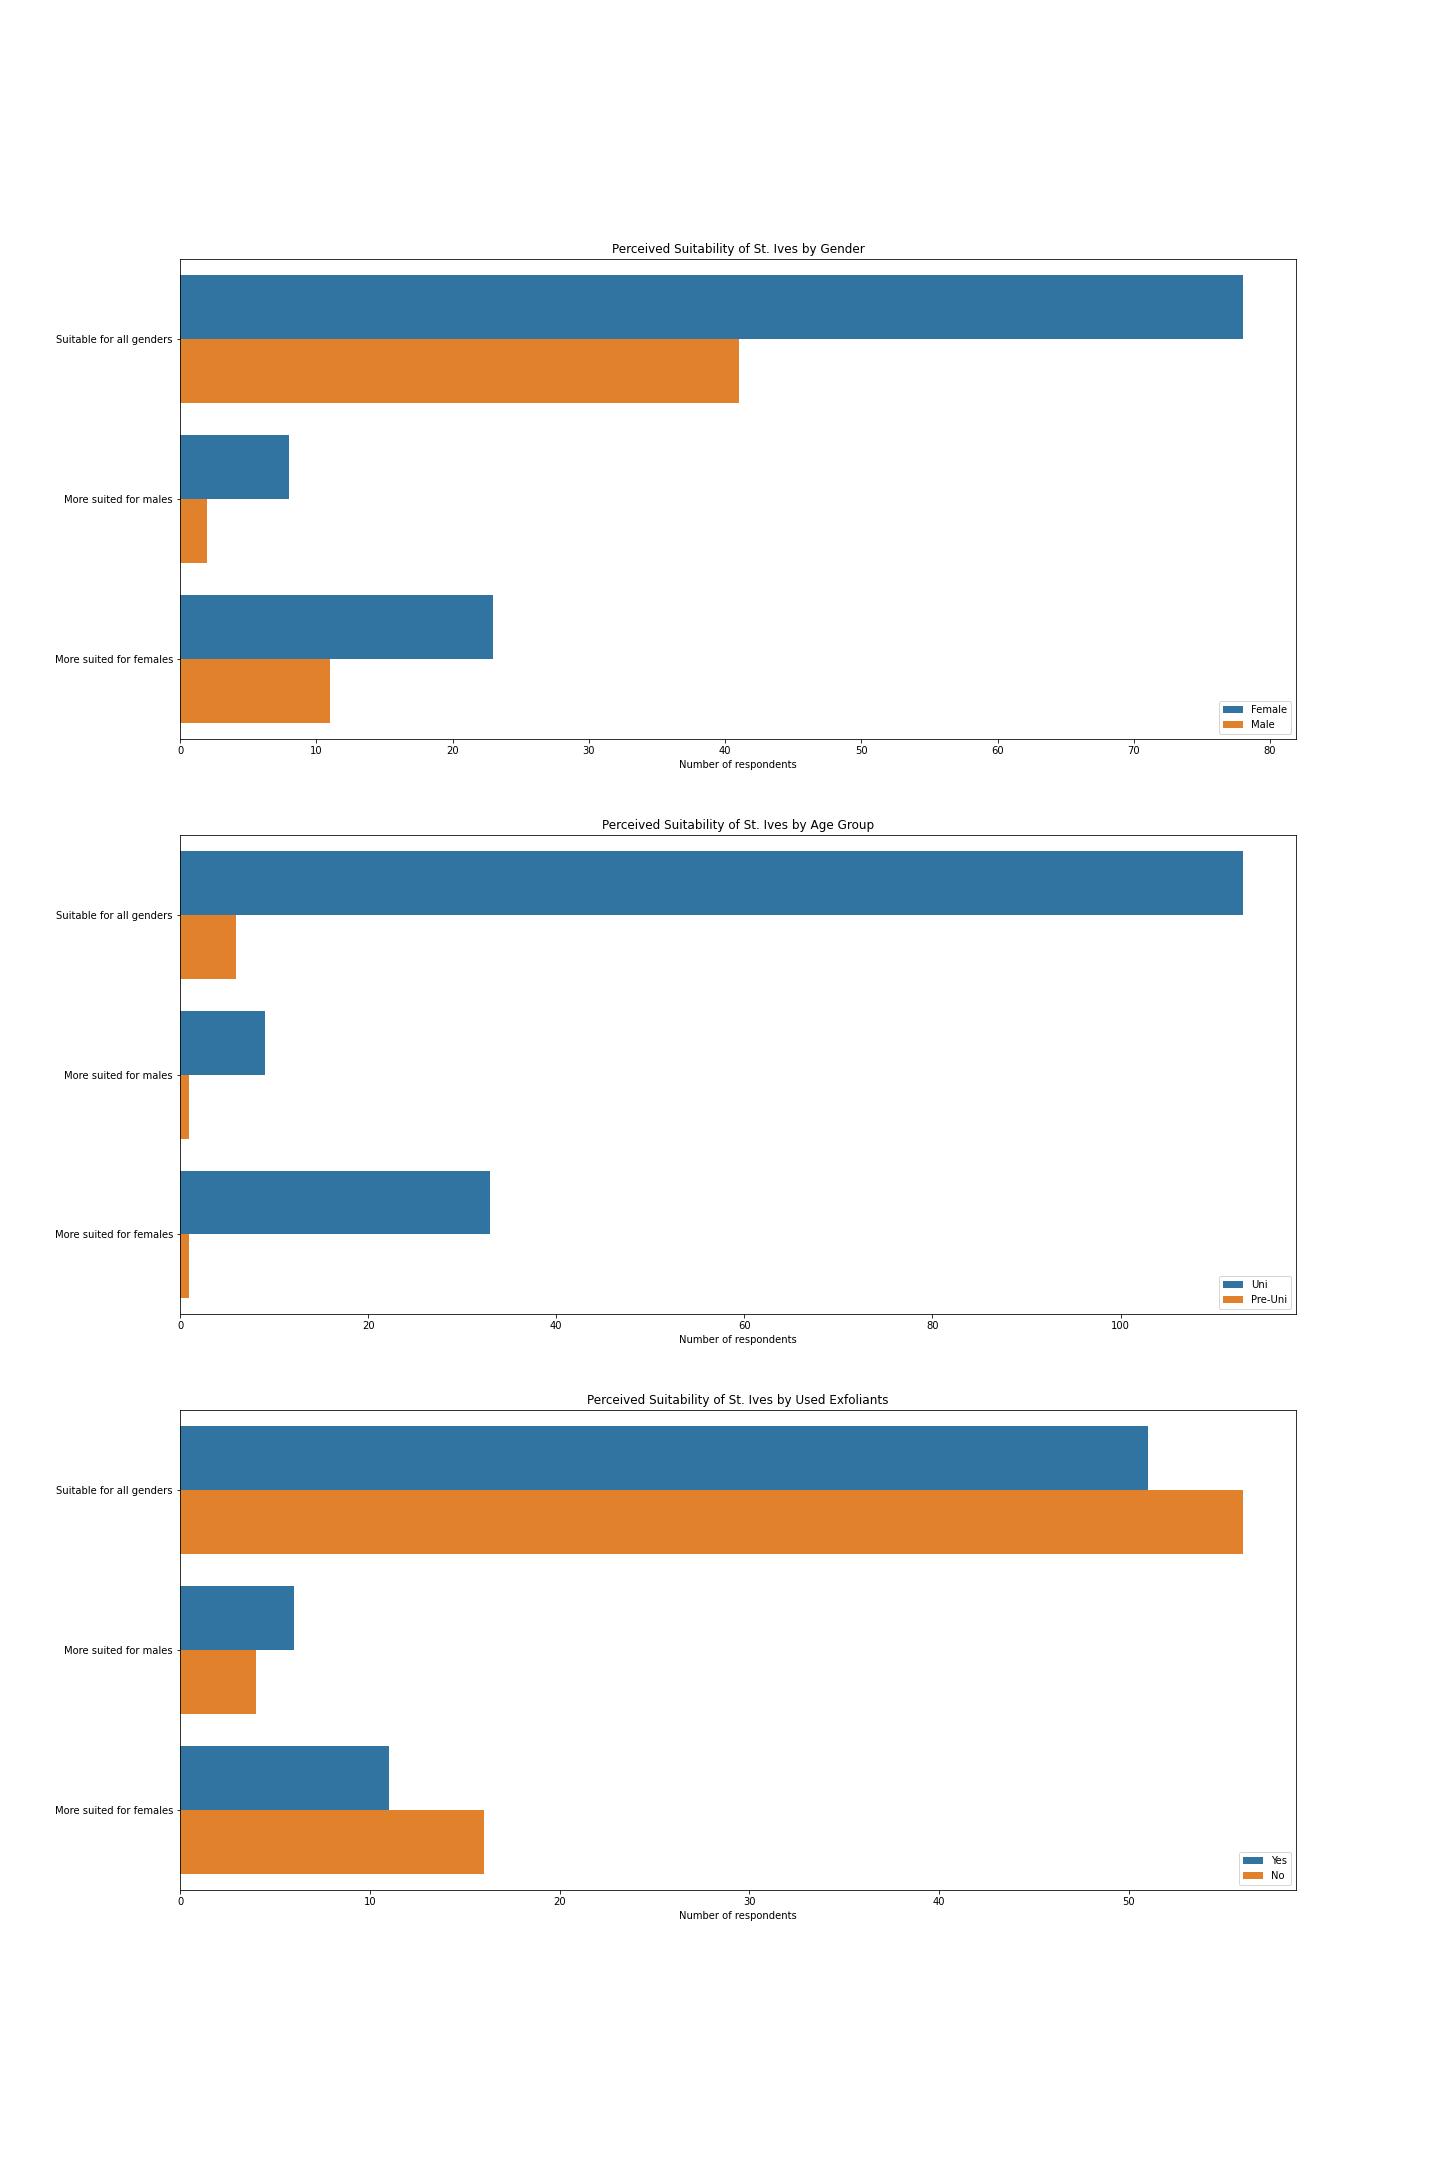 Perceived Suitability of St. Ives by Gender
Suitable for all genders
More suited for males
More suited for females
Female
Male
0 10 20 30 40 50 60 70 80
Number of respondents
Perceived Suitability of St. Ives by Age Group
Suitable for all genders
More suited for males
More suited for females
Uni
Pre-Uni
0 20 40 60 80 100
Number of respondents
Perceived Suitability of St. Ives by Used Exfoliants
Suitable for all genders
More suited for males
More suited for females
Yes
No
0 10 20 30 40 50
Number of respondents